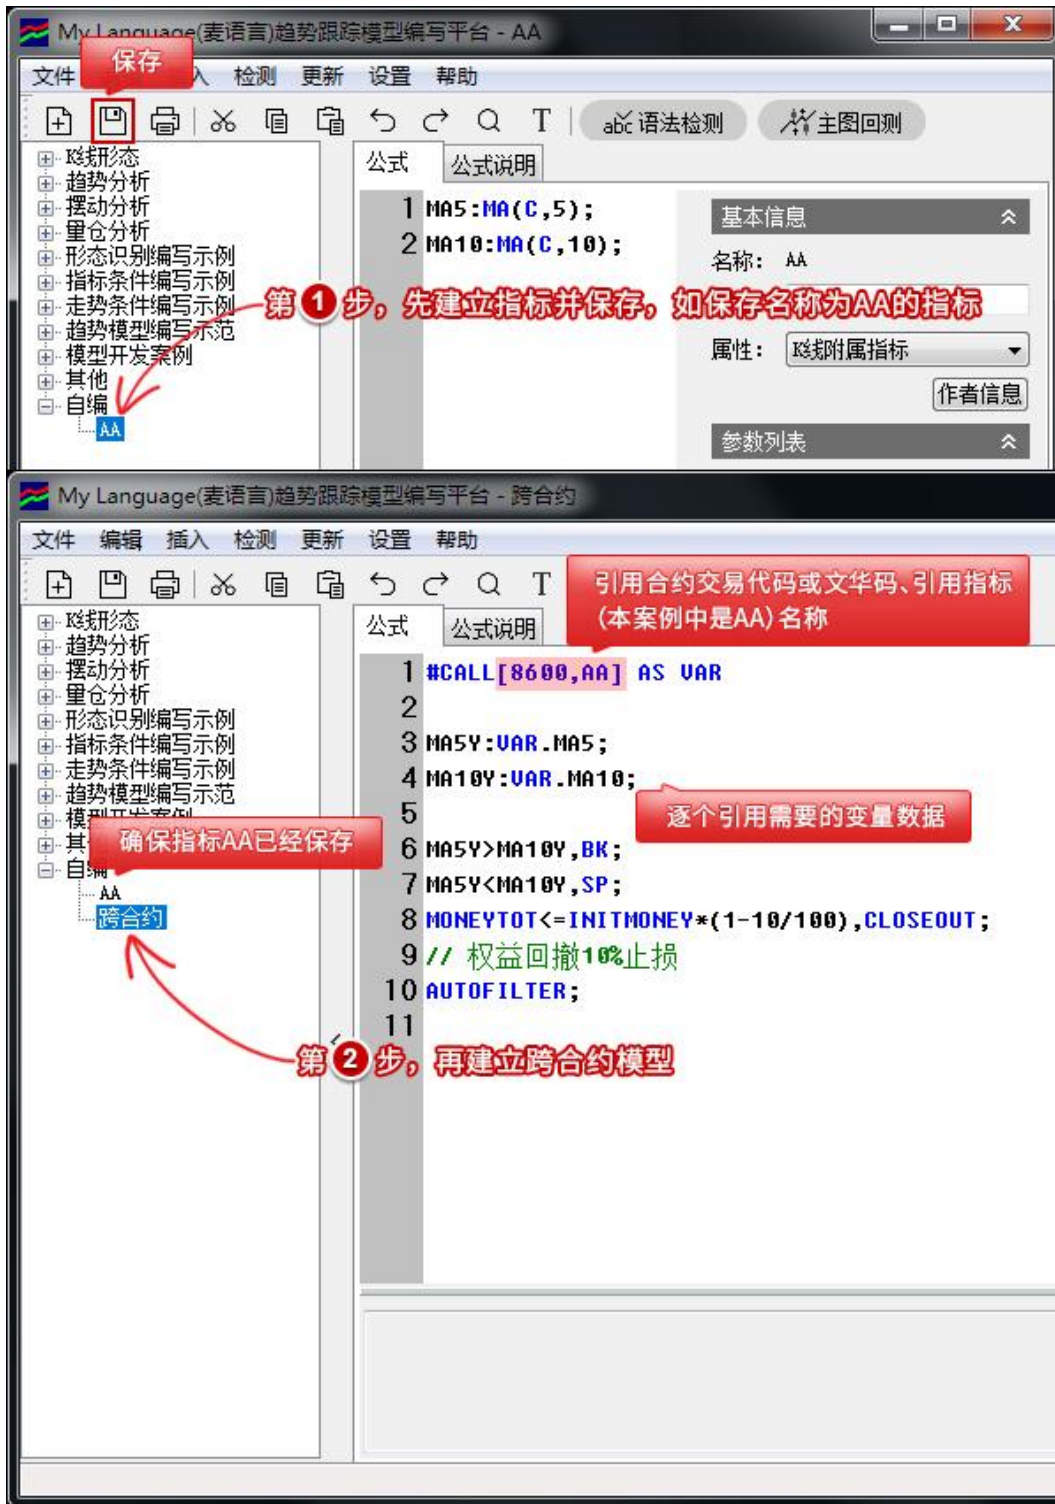 My Language(麦语言)趋势跟踪模型编写平台 - AA
保存
文件 入 检测 更新 设置 帮助
T abc 语法检测 主图回测
K线形态
趋势分析
摆动分析
量仓分析
形态识别编写示例
指标条件编写示例
走势条件编写示例
趋势模型编写示范
模型开发案例
其他
自编
AA
公式 公式说明
1 MA5:MA(C,5);
2 MA10:MA(C,10);
基本信息
名称: AA
第1步,先建立指标并保存,如保存名称为AA的指标
属性: K线附属指标
作者信息
参数列表
My Language(麦语言)趋势跟踪模型编写平台 - 跨合约
文件 编辑 插入 检测 更新 设置 帮助
T
引用合约交易代码或文华码、引用指标
(本案例中是AA)名称
K线形态
趋势分析
摆动分析
量仓分析
形态识别编写示例
指标条件编写示例
走势条件编写示例
趋势模型编写示范
模型开发案例
其
自编
AA
跨合约
确保指标AA已经保存
公式 公式说明
1 #CALL[8600,AA] AS VAR
2
3 MA5Y:VAR.MA5;
4 MA10Y:VAR.MA10;
5
逐个引用需要的变量数据
6 MA5Y>MA10Y,BK;
7 MA5Y<MA10Y,SP;
8 MONEYTOT<=INITMONEY*(1-10/100),CLOSEOUT;
9 // 权益回撤10%止损
10 AUTOFILTER;
11
第2步,再建立跨合约模型